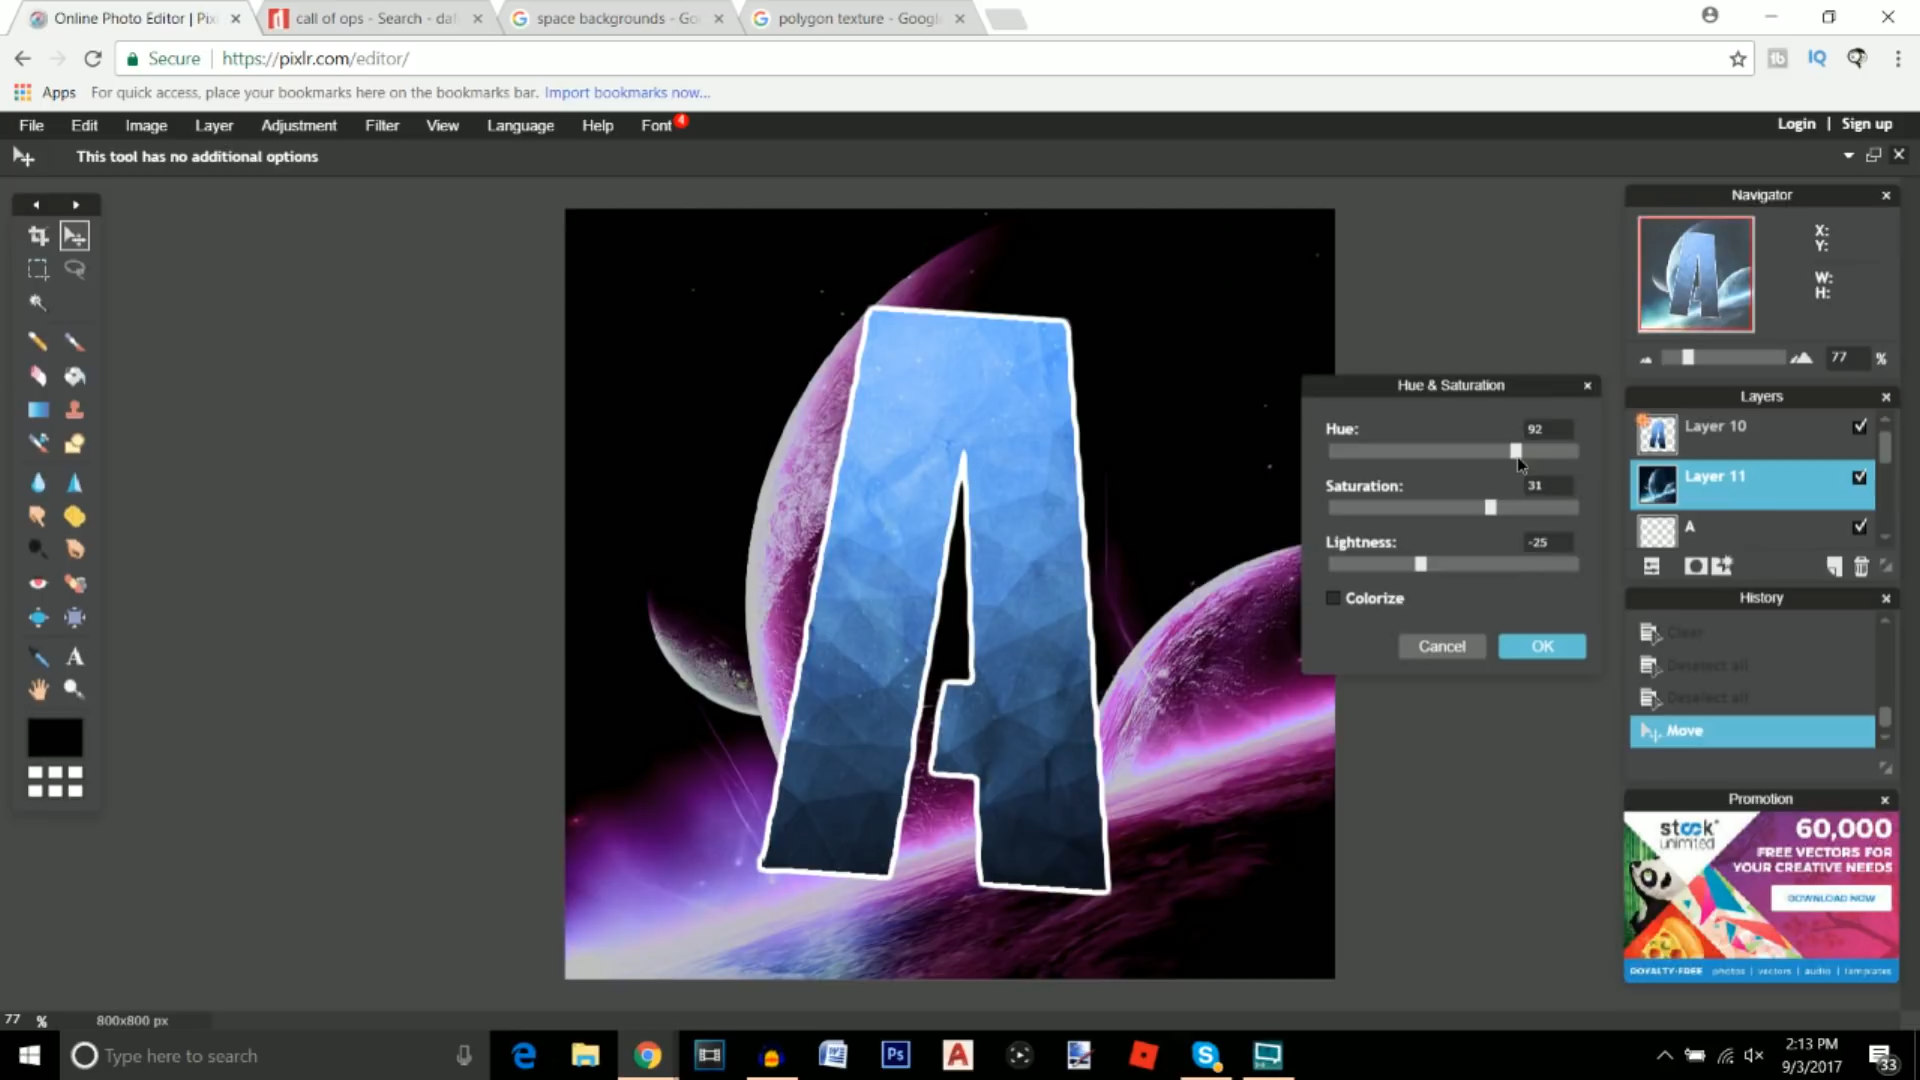 Online Photo Editor | Pix
call of ops - Search - daf
space backgrounds - Go
polygon texture - Googl
Secure
https://pixlr.com/editor/
Apps
For quick access, place your bookmarks here on the bookmarks bar. Import bookmarks now...
File Edit Image Layer Adjustment Filter View Language Help Font 4
Login | Sign up
This tool has no additional options
Navigator
X:
Y:
W:
H:
77 %
A
Hue & Saturation
Hue: 92
Saturation: 31
Lightness: -25
Colorize
Cancel OK
Layers
Layer 10
Layer 11
A
History
Clear
Deselect all
Deselect all
Move
Promotion
stock unlimited
60,000
FREE VECTORS FOR
YOUR CREATIVE NEEDS
DOWNLOAD NOW
ROYALTY-FREE photos | vectors | audio | templates
77 % 800x800 px
Type here to search
Ps
2:13 PM
9/3/2017
33